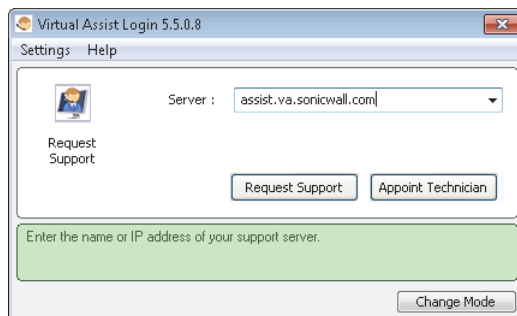 Virtual Assist Login 5.5.0.8
Settings Help
Server :
assist.va.sonicwall.com
Request
Support
Request Support
Appoint Technician
Enter the name or IP address of your support server.
Change Mode